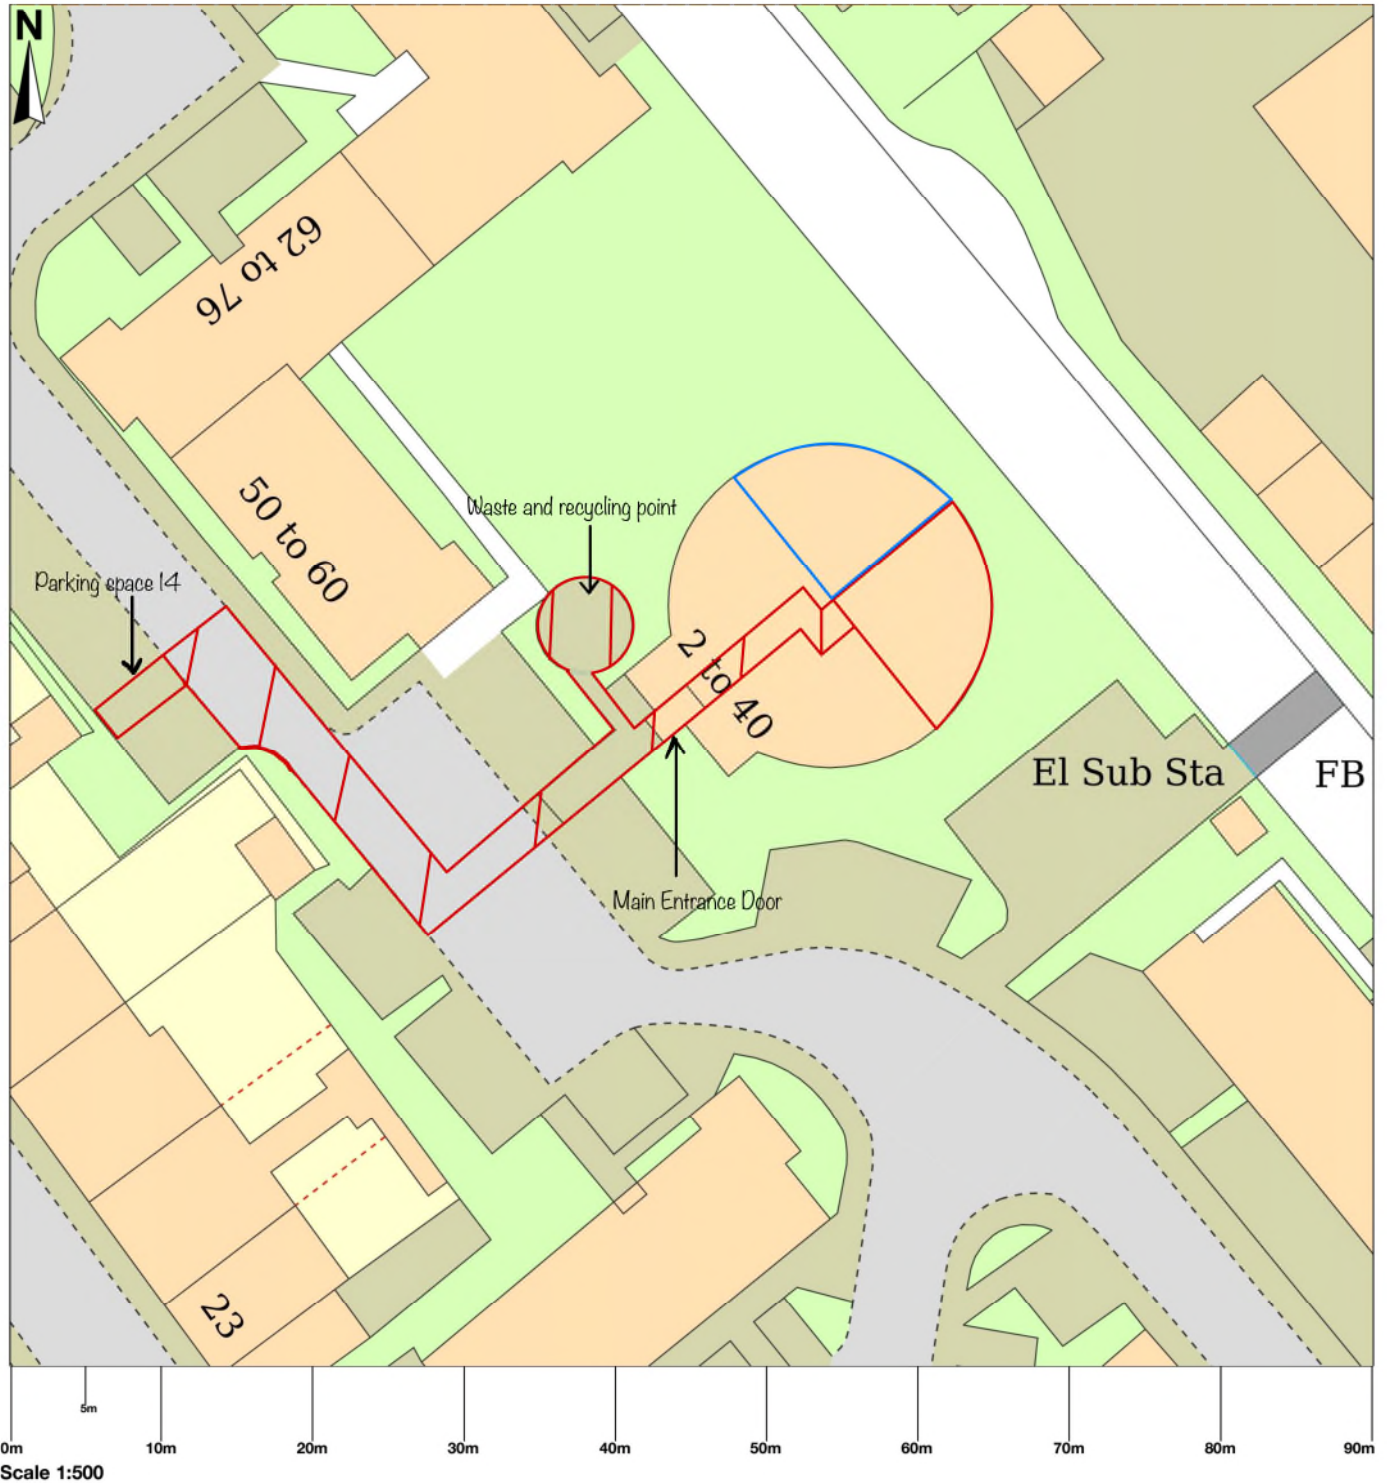 N
62 to 76
50 to 60
Waste and recycling point
Parking space 14
2 to 40
El Sub Sta
FB
Main Entrance Door
23
5m
0m
10m
20m
30m
40m
50m
60m
70m
80m
90m
Scale 1:500